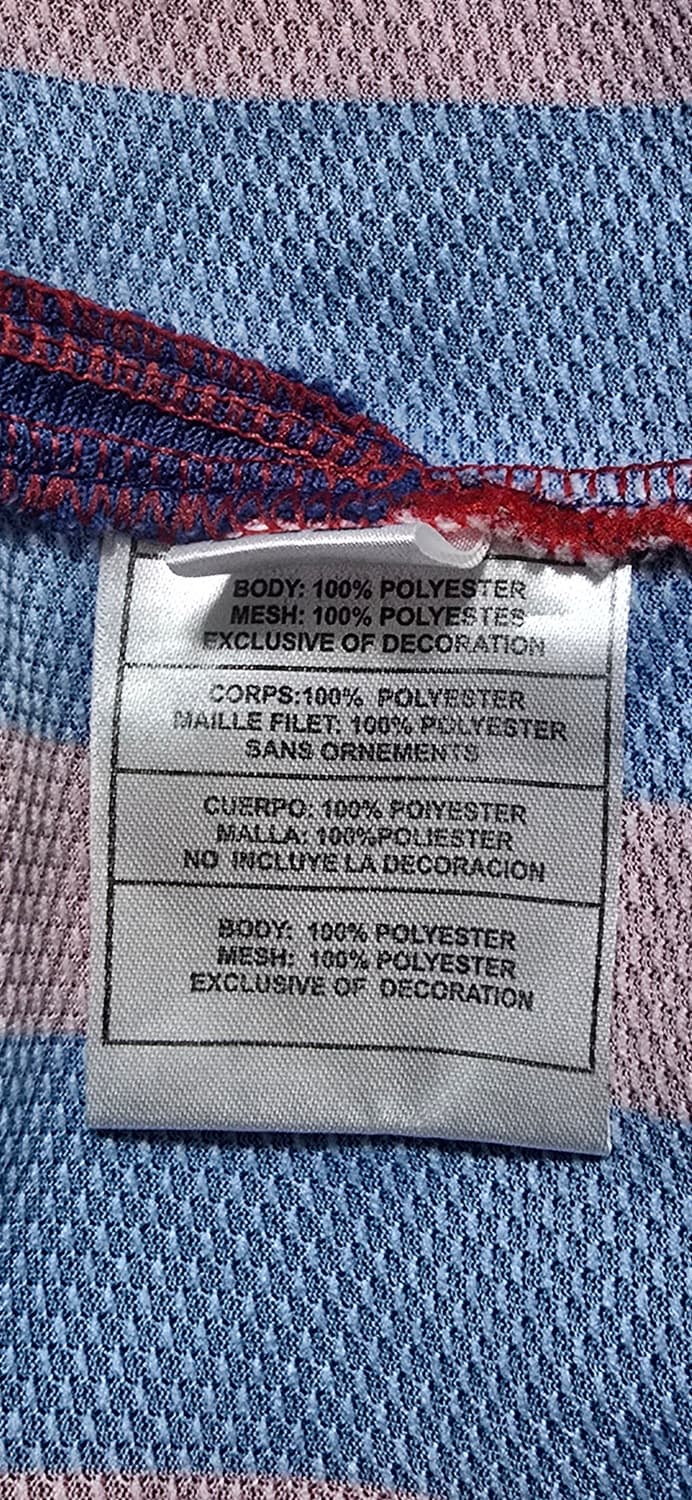 BODY: 100% POLYESTER
MESH: 100% POLYESTES
EXCLUSIVE OF DECORATION
CORPS:100% POLYESTER
MAILLE FILET: 100% POLYESTER
SANS ORNEMENTS
CUERPO: 100% POIYESTER
MALLA: 100%POLIESTER
NO INCLUYE LA DECORACION
BODY: 100% POLYESTER
MESH: 100% POLYESTER
EXCLUSIVE OF DECORATION